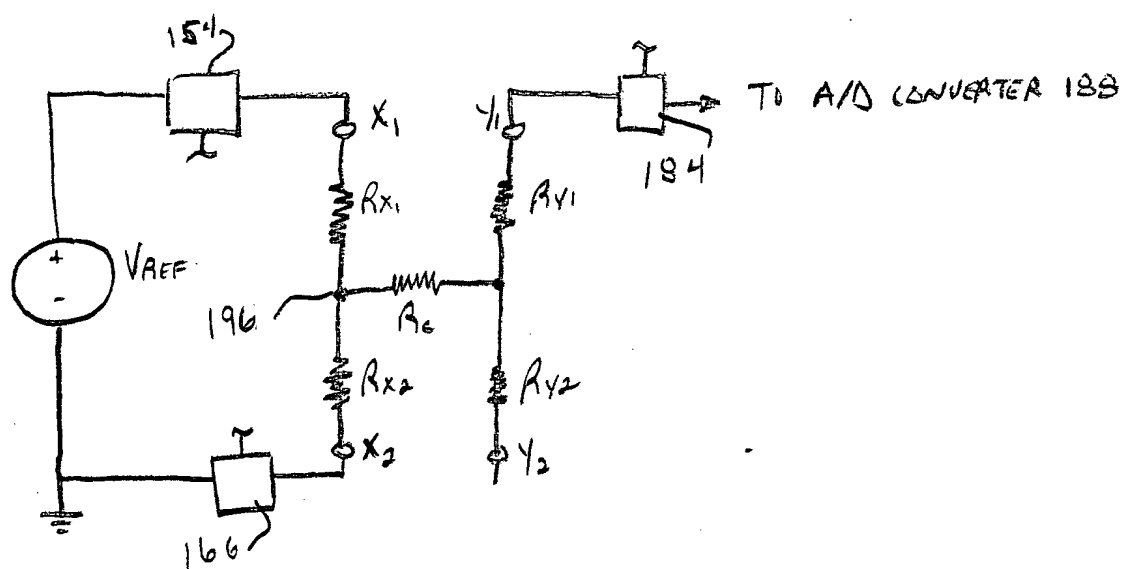 154
X1
Y1
TO A/D CONVERTER 188
184
RX1
RY1
+
VREF
-
196
RG
RX2
RY2
X2
Y2
166